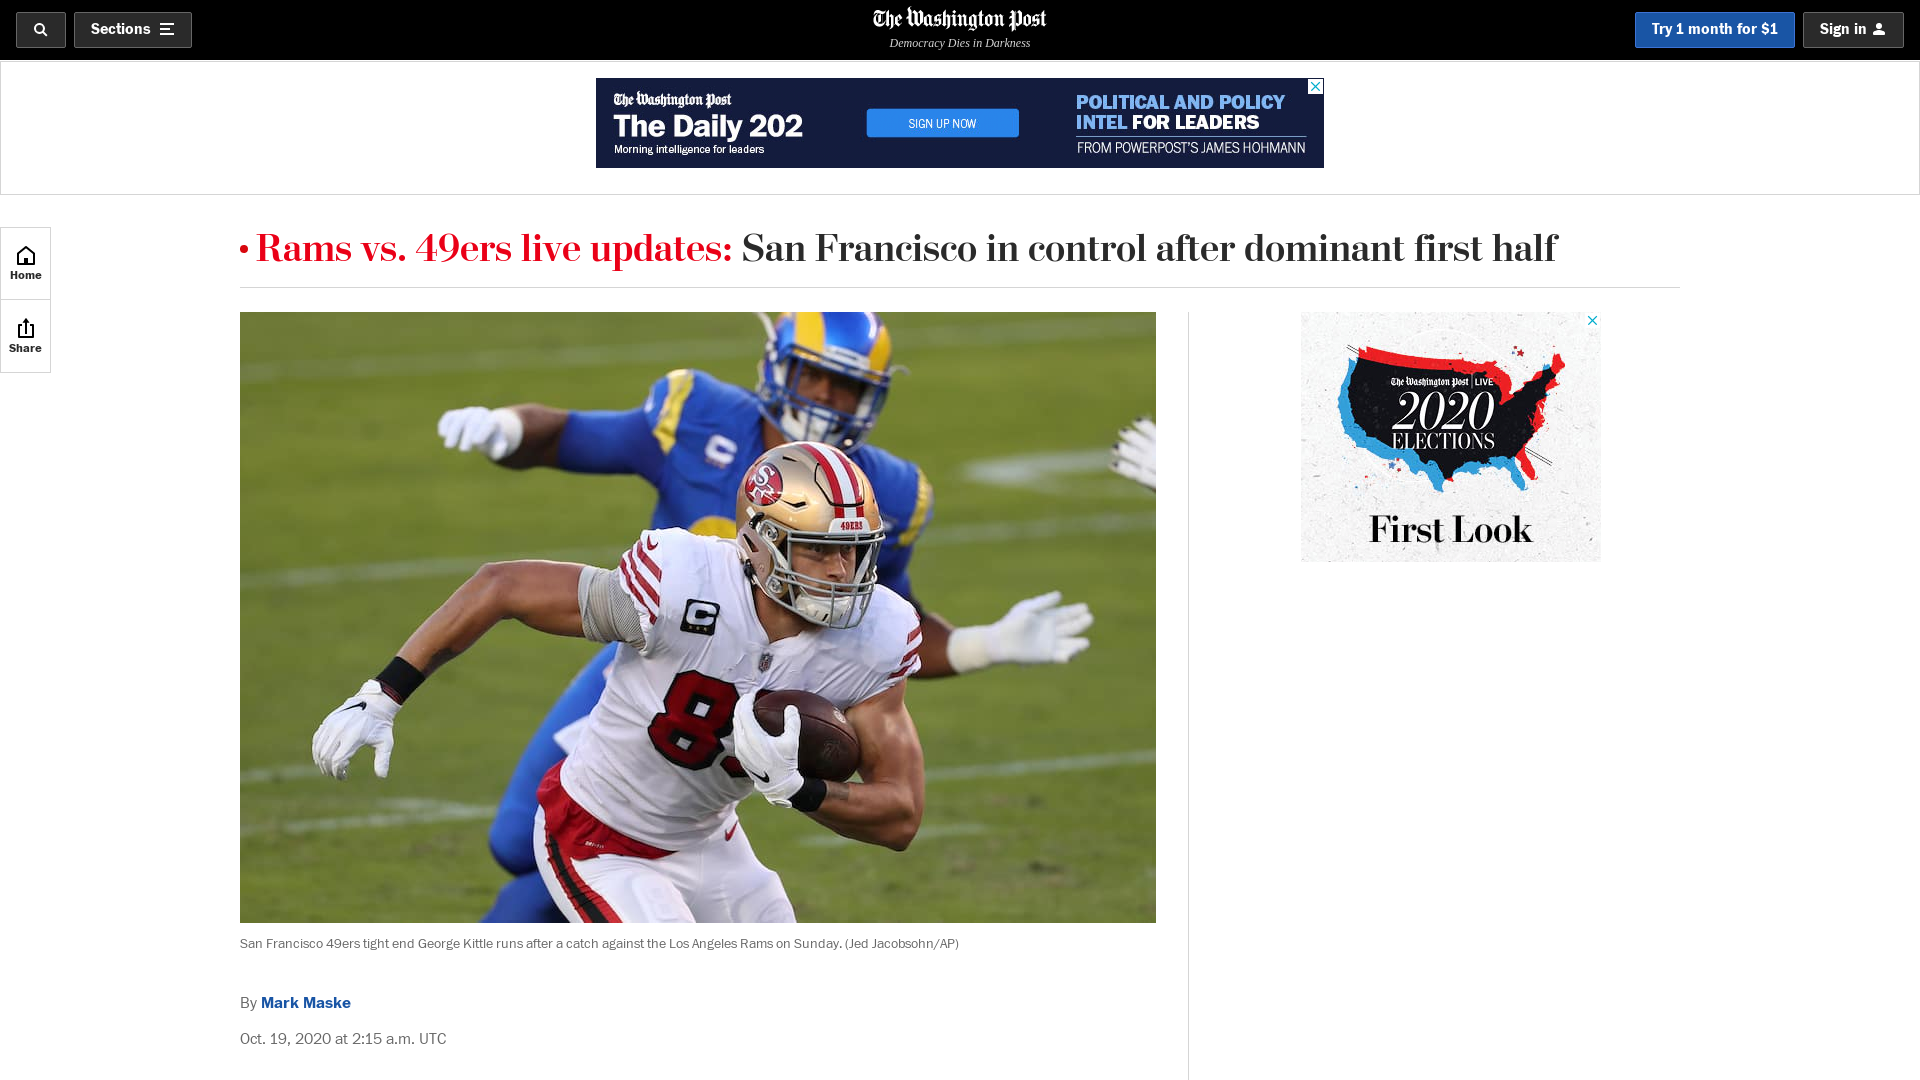 Sections
The Washington Post
Democracy Dies in Darkness
Try 1 month for $1
Sign in
The Washington Post
The Daily 202
Morning intelligence for leaders
SIGN UP NOW
POLITICAL AND POLICY
INTEL FOR LEADERS
FROM POWERPOST'S JAMES HOHMANN
Home
Share
• Rams vs. 49ers live updates: San Francisco in control after dominant first half
C
SF
49ERS
C
8
The Washington Post LIVE
2020
ELECTIONS
First Look
San Francisco 49ers tight end George Kittle runs after a catch against the Los Angeles Rams on Sunday. (Jed Jacobsohn/AP)
By Mark Maske
Oct. 19, 2020 at 2:15 a.m. UTC